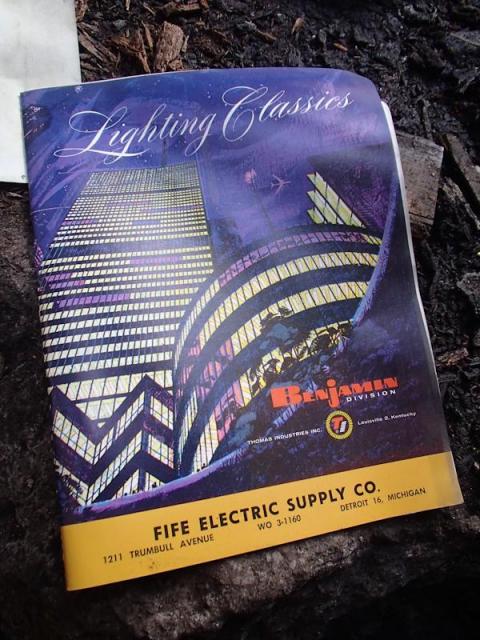 Lighting Classics
BENJAMIN
DIVISION
THOMAS INDUSTRIES INC. TI Louisville 2, Kentucky
FIFE ELECTRIC SUPPLY CO.
1211 TRUMBULL AVENUE WO 3-1160 DETROIT 16, MICHIGAN